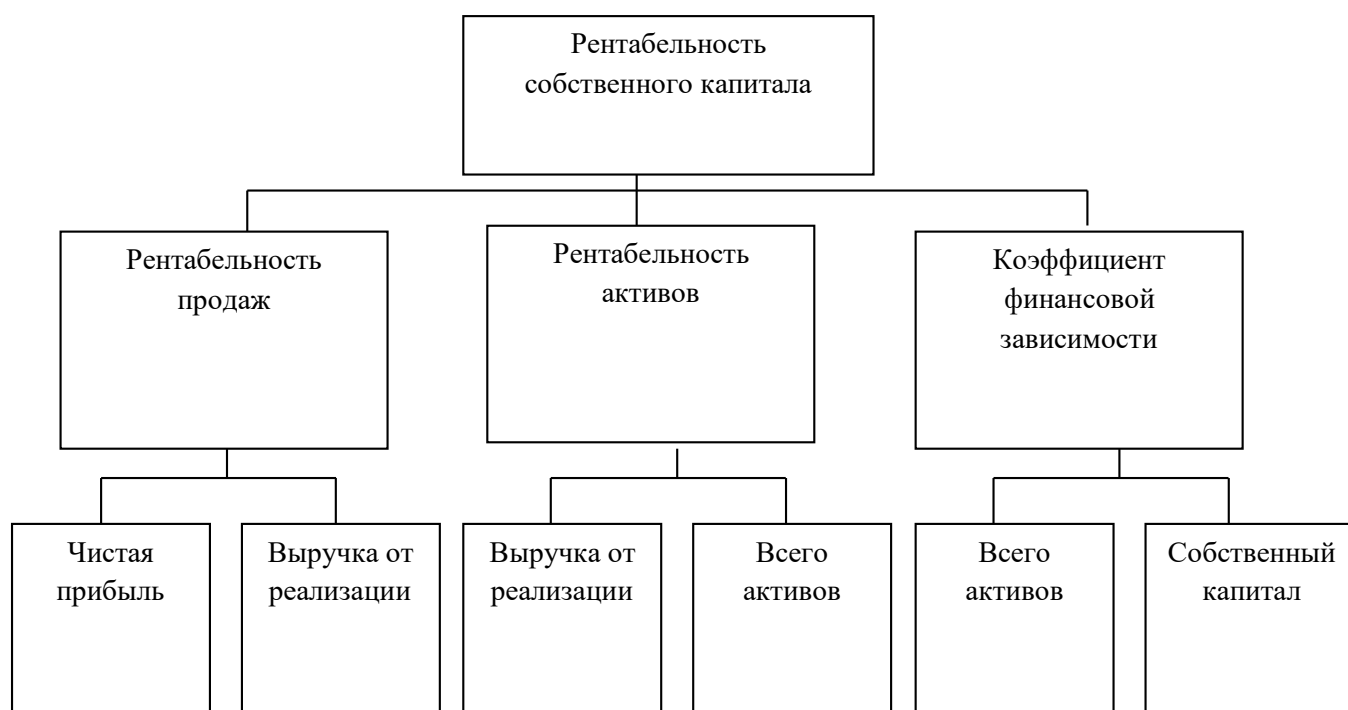 Рентабельность
собственного капитала
Рентабельность
продаж
Рентабельность
активов
Коэффициент
финансовой
зависимости
Чистая
прибыль
Выручка от
реализации
Выручка от
реализации
Всего
активов
Всего
активов
Собственный
капитал